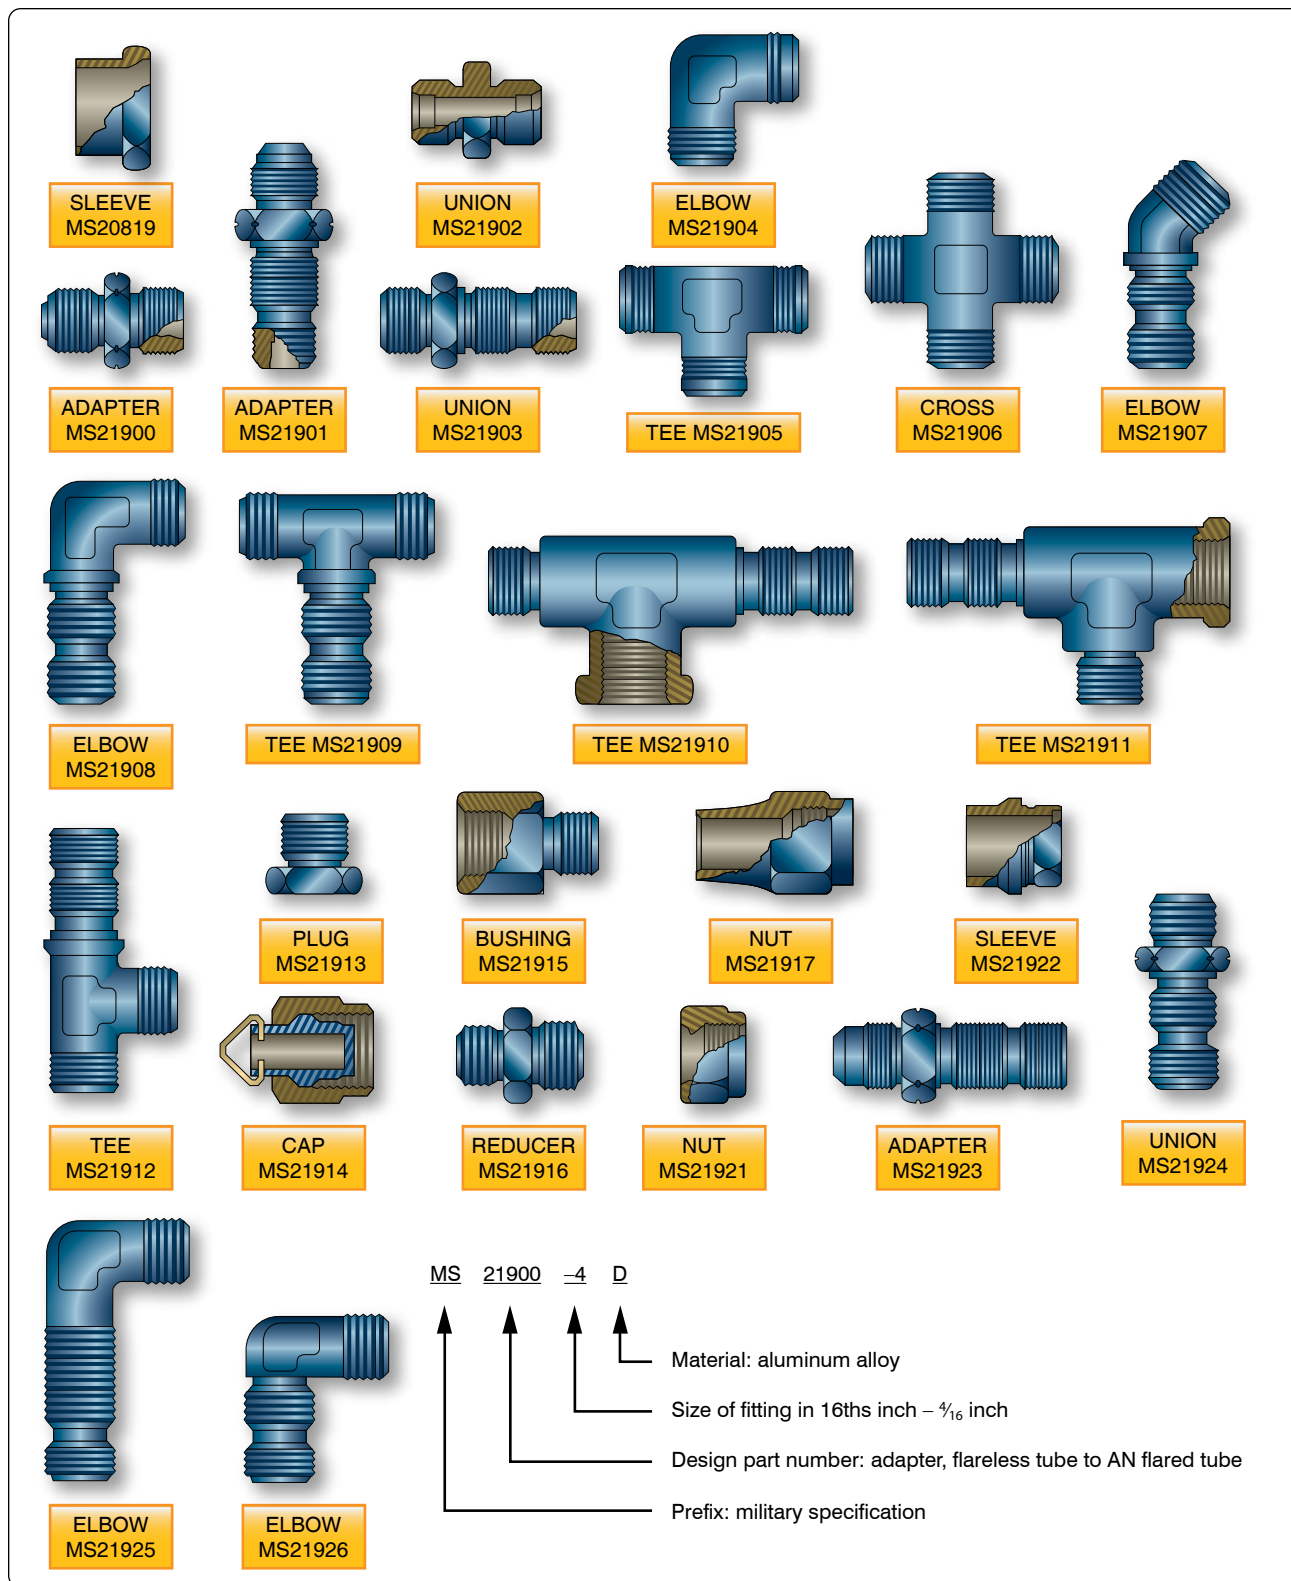 SLEEVE
MS20819
UNION
MS21902
ELBOW
MS21904
ADAPTER
MS21900
ADAPTER
MS21901
UNION
MS21903
TEE MS21905
CROSS
MS21906
ELBOW
MS21907
ELBOW
MS21908
TEE MS21909
TEE MS21910
TEE MS21911
PLUG
MS21913
BUSHING
MS21915
NUT
MS21917
SLEEVE
MS21922
TEE
MS21912
CAP
MS21914
REDUCER
MS21916
NUT
MS21921
ADAPTER
MS21923
UNION
MS21924
ELBOW
MS21925
ELBOW
MS21926
MS 21900 –4 D
Material: aluminum alloy
Size of fitting in 16ths inch – 4⁄16 inch
Design part number: adapter, flareless tube to AN flared tube
Prefix: military specification